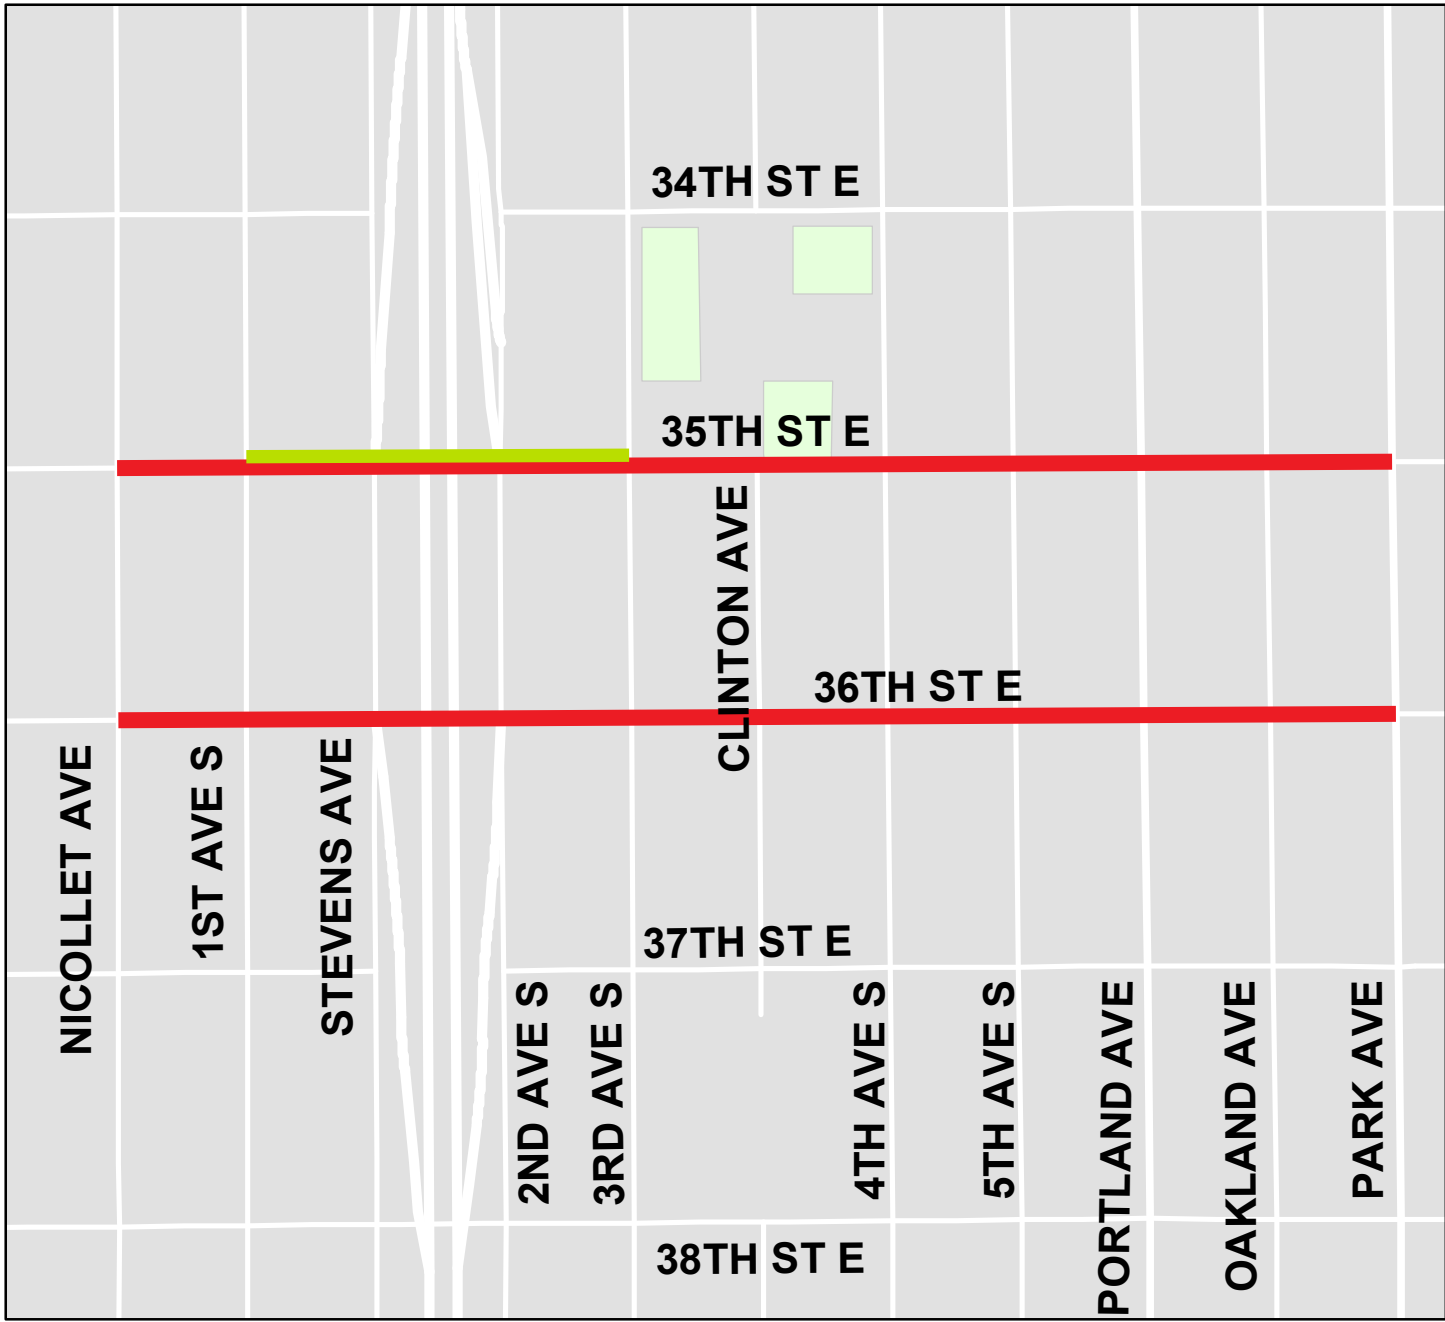 34TH ST E
35TH ST E
CLINTON AVE
36TH ST E
NICOLLET AVE
1ST AVE S
STEVENS AVE
37TH ST E
2ND AVE S
3RD AVE S
4TH AVE S
5TH AVE S
PORTLAND AVE
OAKLAND AVE
PARK AVE
38TH ST E